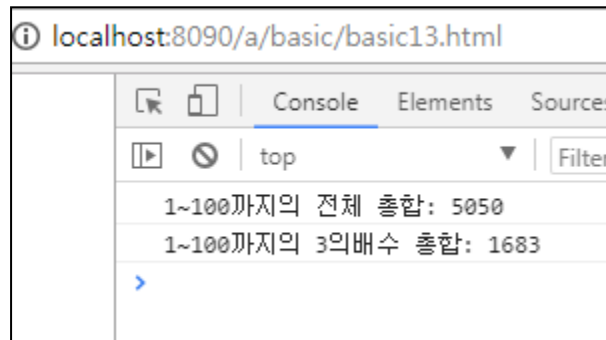 localhost:8090/a/basic/basic13.html
Console Elements Sources
top Filter
1~100까지의 전체 총합: 5050
1~100까지의 3의배수 총합: 1683